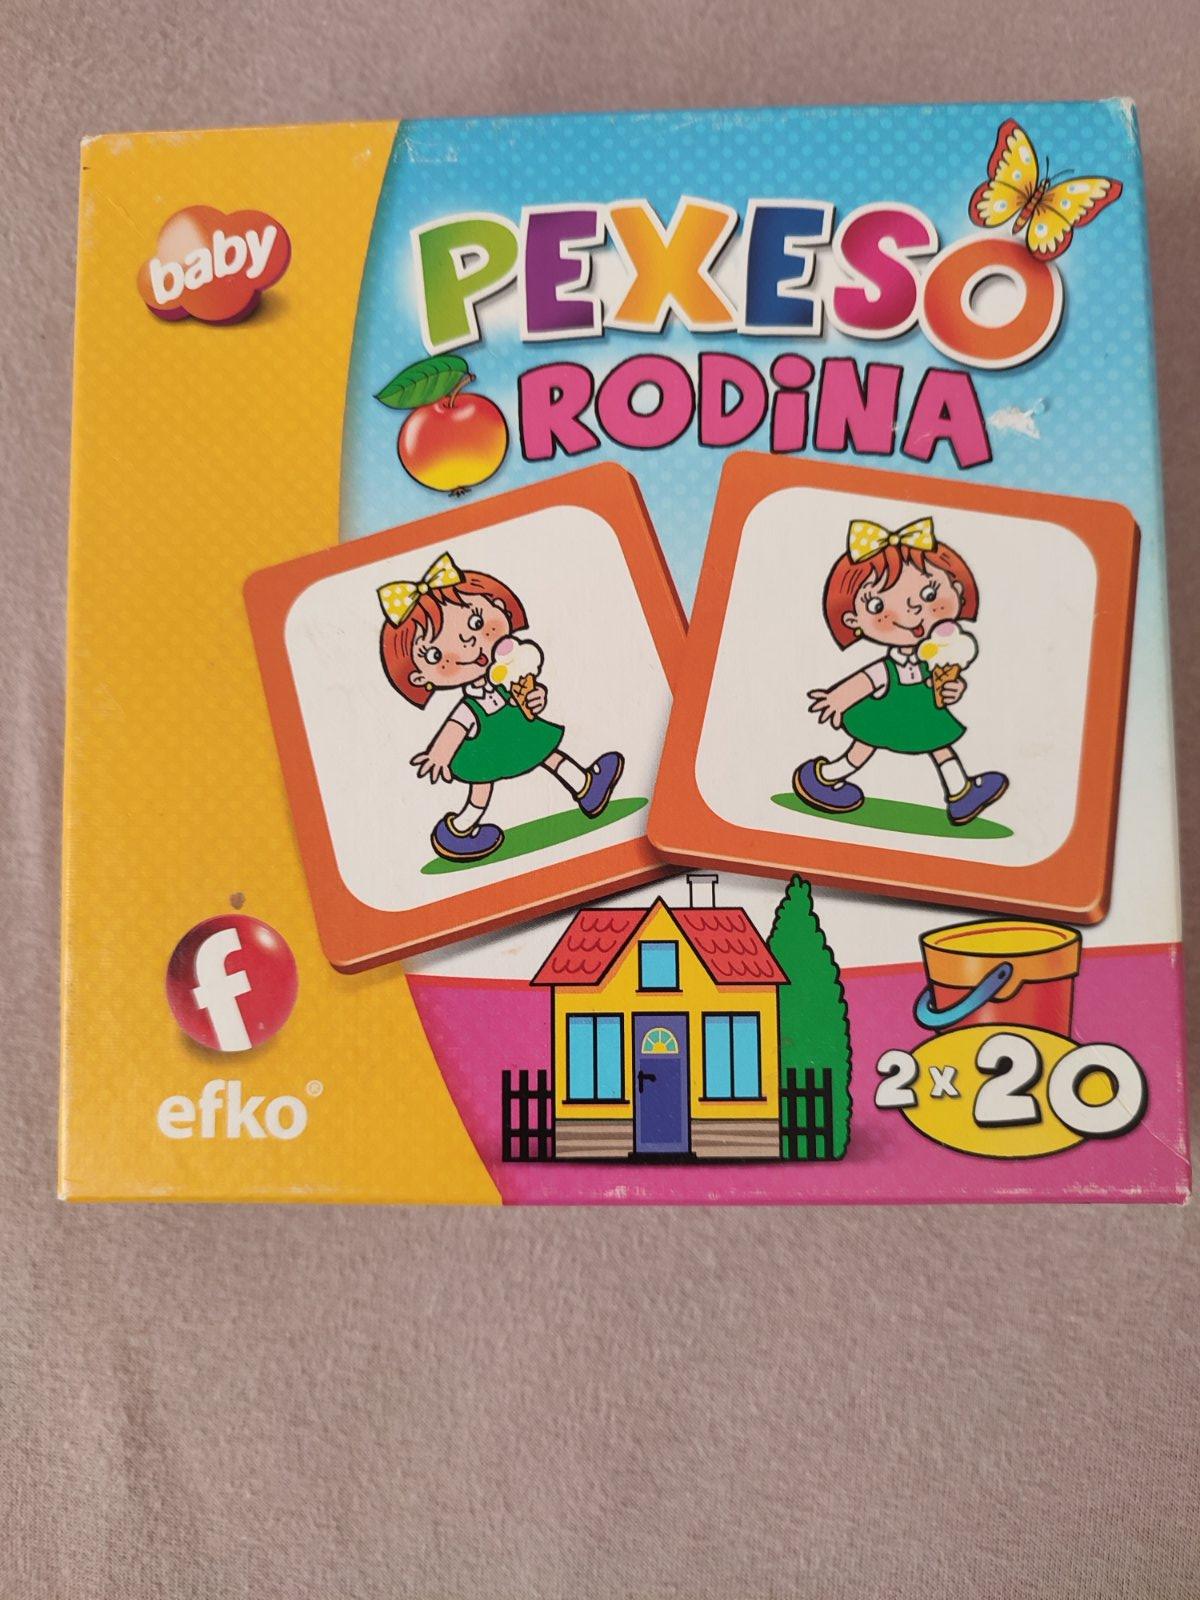 baby
PEXESO
RODiNA
f
efko®
2 x 20